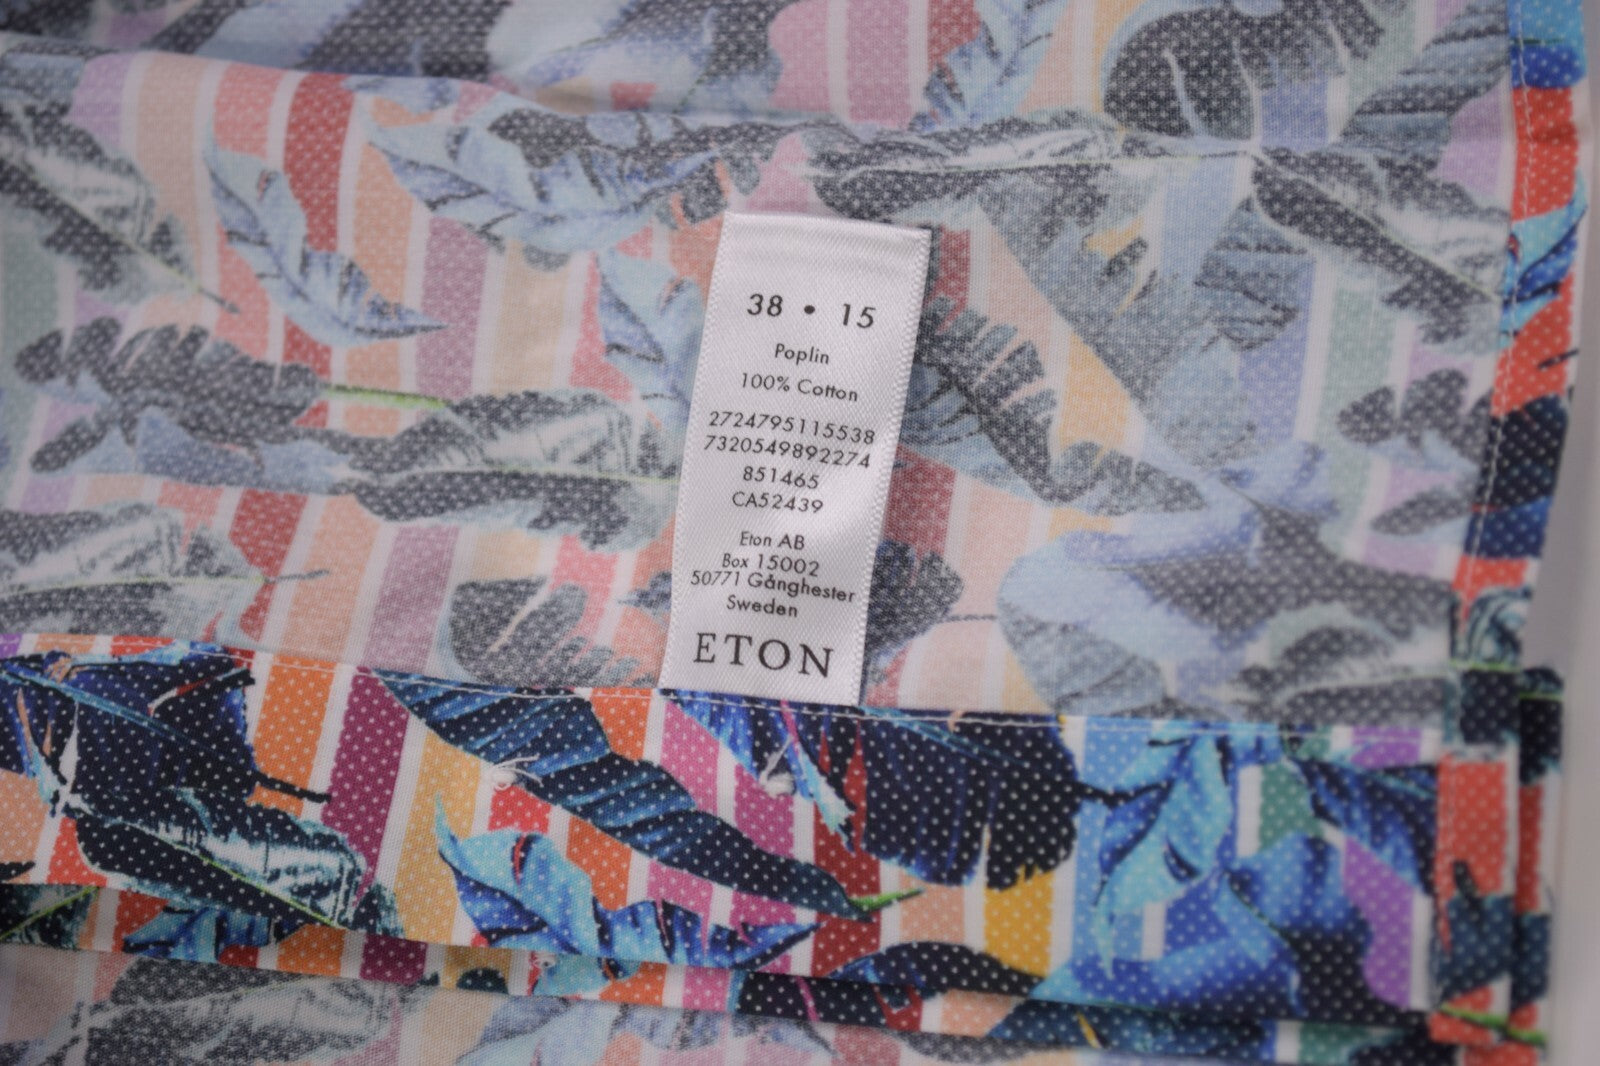 38 • 15
Poplin
100% Cotton
2724795115538
7320549892274
851465
CA52439
Eton AB
Box 15002
50771 Gånghester
Sweden
ETON